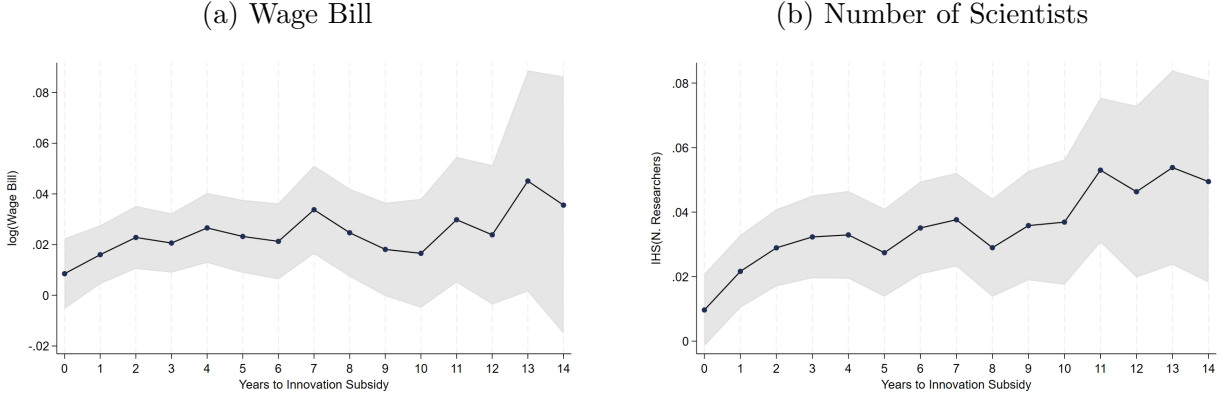 (a) Wage Bill
log(Wage Bill)
.08
.06
.04
.02
0
-.02
0 1 2 3 4 5 6 7 8 9 10 11 12 13 14
Years to Innovation Subsidy
(b) Number of Scientists
IHS(N. Researchers)
.08
.06
.04
.02
0
0 1 2 3 4 5 6 7 8 9 10 11 12 13 14
Years to Innovation Subsidy